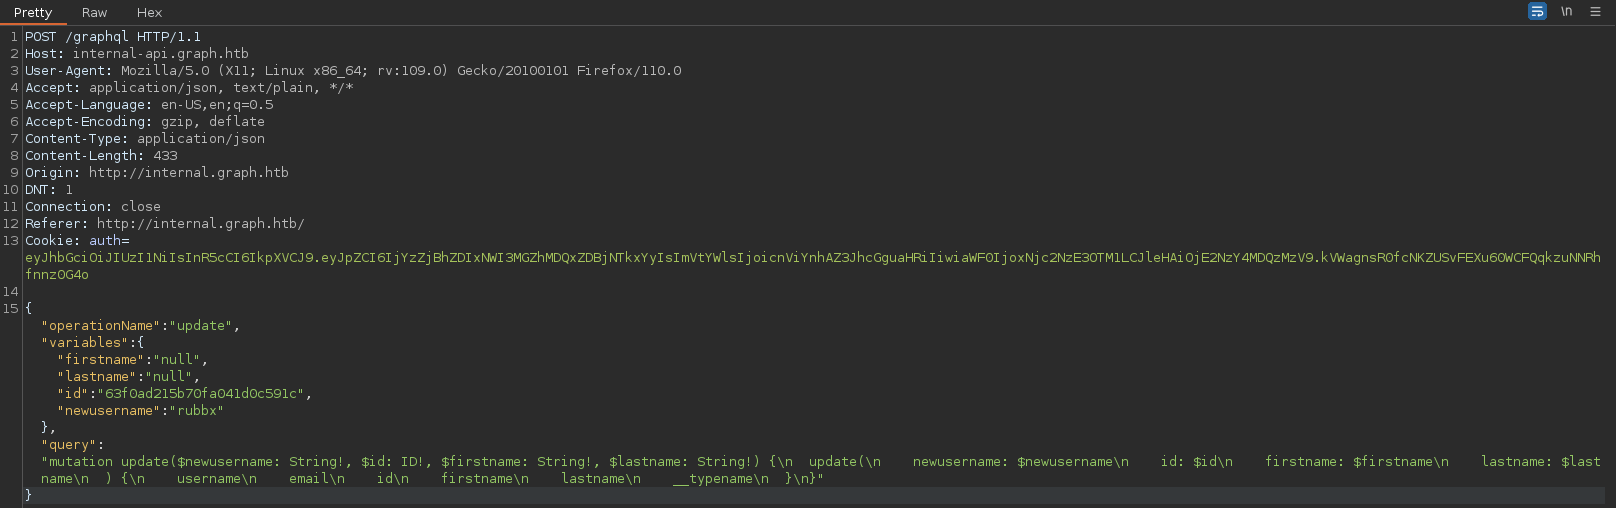 Pretty Raw Hex \n
1 POST /graphql HTTP/1.1
2 Host: internal-api.graph.htb
3 User-Agent: Mozilla/5.0 (X11; Linux x86_64; rv:109.0) Gecko/20100101 Firefox/110.0
4 Accept: application/json, text/plain, */*
5 Accept-Language: en-US,en;q=0.5
6 Accept-Encoding: gzip, deflate
7 Content-Type: application/json
8 Content-Length: 433
9 Origin: http://internal.graph.htb
10 DNT: 1
11 Connection: close
12 Referer: http://internal.graph.htb/
13 Cookie: auth=
eyJhbGciOiJIUzI1NiIsInR5cCI6IkpXVCJ9.eyJpZCI6IjYzZjBhZDIxNWI3MGZhMDQxZDBjNTkxYyIsImVtYWlsIjoicnViYnhAZ3JhcGguaHRiIiwiaWF0IjoxNjc2NzE3OTM1LCJleHAiOjE2NzY4MDQzMzV9.kVWagnsR0fcNKZUSvFEXu60WCFQqkzuNNRh
fnnz0G4o
14
15 {
"operationName":"update",
"variables":{
"firstname":"null",
"lastname":"null",
"id":"63f0ad215b70fa041d0c591c",
"newusername":"rubbx"
},
"query":
"mutation update($newusername: String!, $id: ID!, $firstname: String!, $lastname: String!) {\n  update(\n    newusername: $newusername\n    id: $id\n    firstname: $firstname\n    lastname: $last
name\n  ) {\n    username\n    email\n    id\n    firstname\n    lastname\n    __typename\n  }\n}"
}